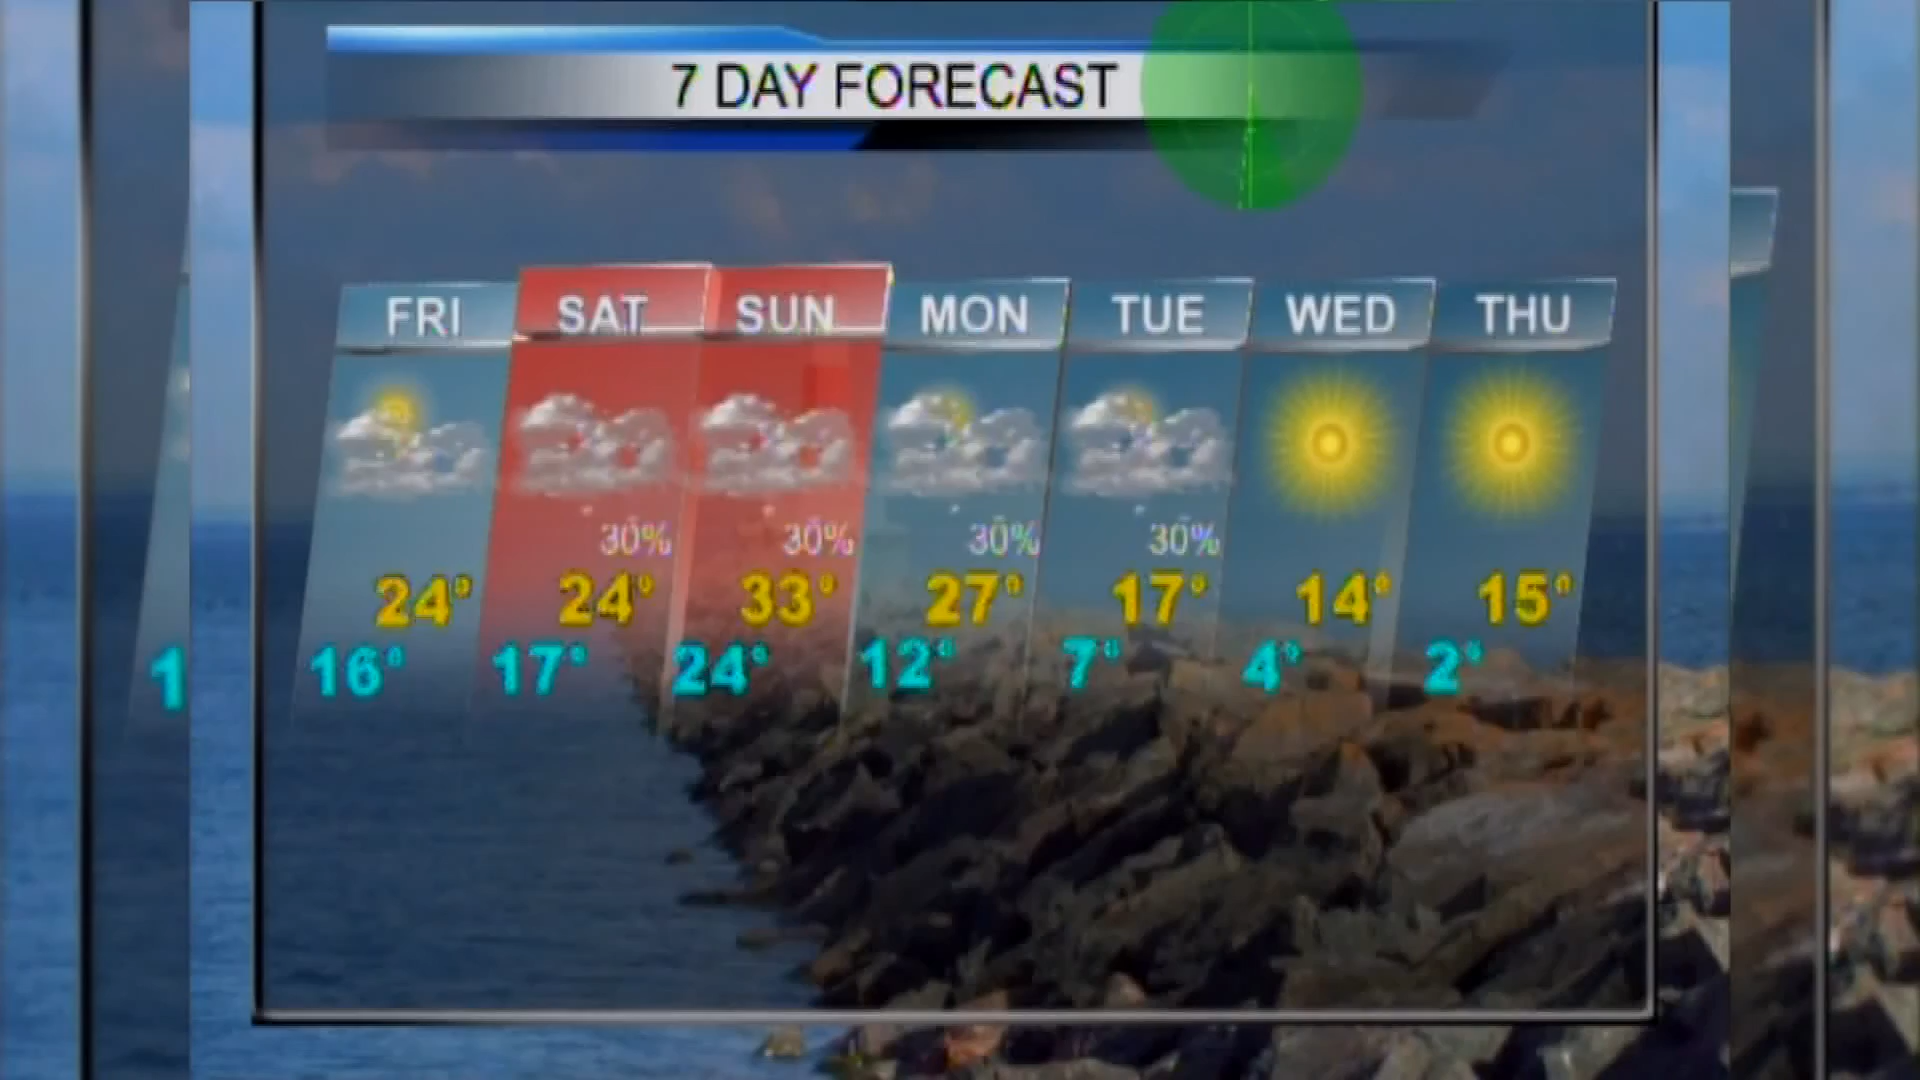 7 DAY FORECAST
FRI SAT SUN MON TUE WED THU
30% 30% 30% 30%
24° 24° 33° 27° 17° 14° 15°
16° 17° 24° 12° 7° 4° 2°
1